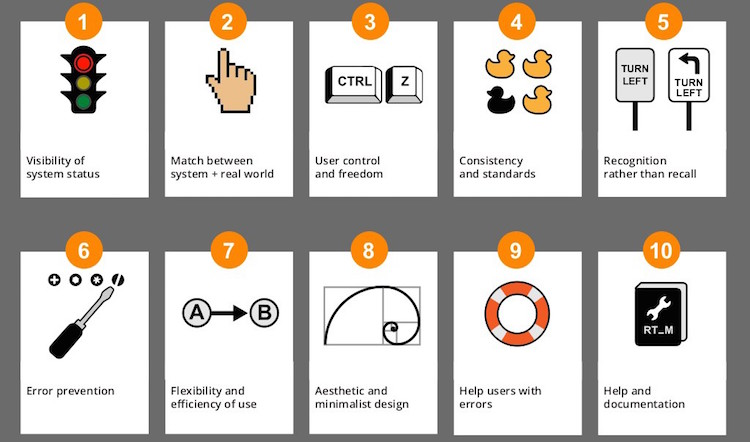 1
2
3
4
5
CTRL
Z
TURN
LEFT
TURN
LEFT
Visibility of
system status
Match between
system + real world
User control
and freedom
Consistency
and standards
Recognition
rather than recall
6
7
8
9
10
A
B
RT_M
Error prevention
Flexibility and
efficiency of use
Aesthetic and
minimalist design
Help users with
errors
Help and
documentation